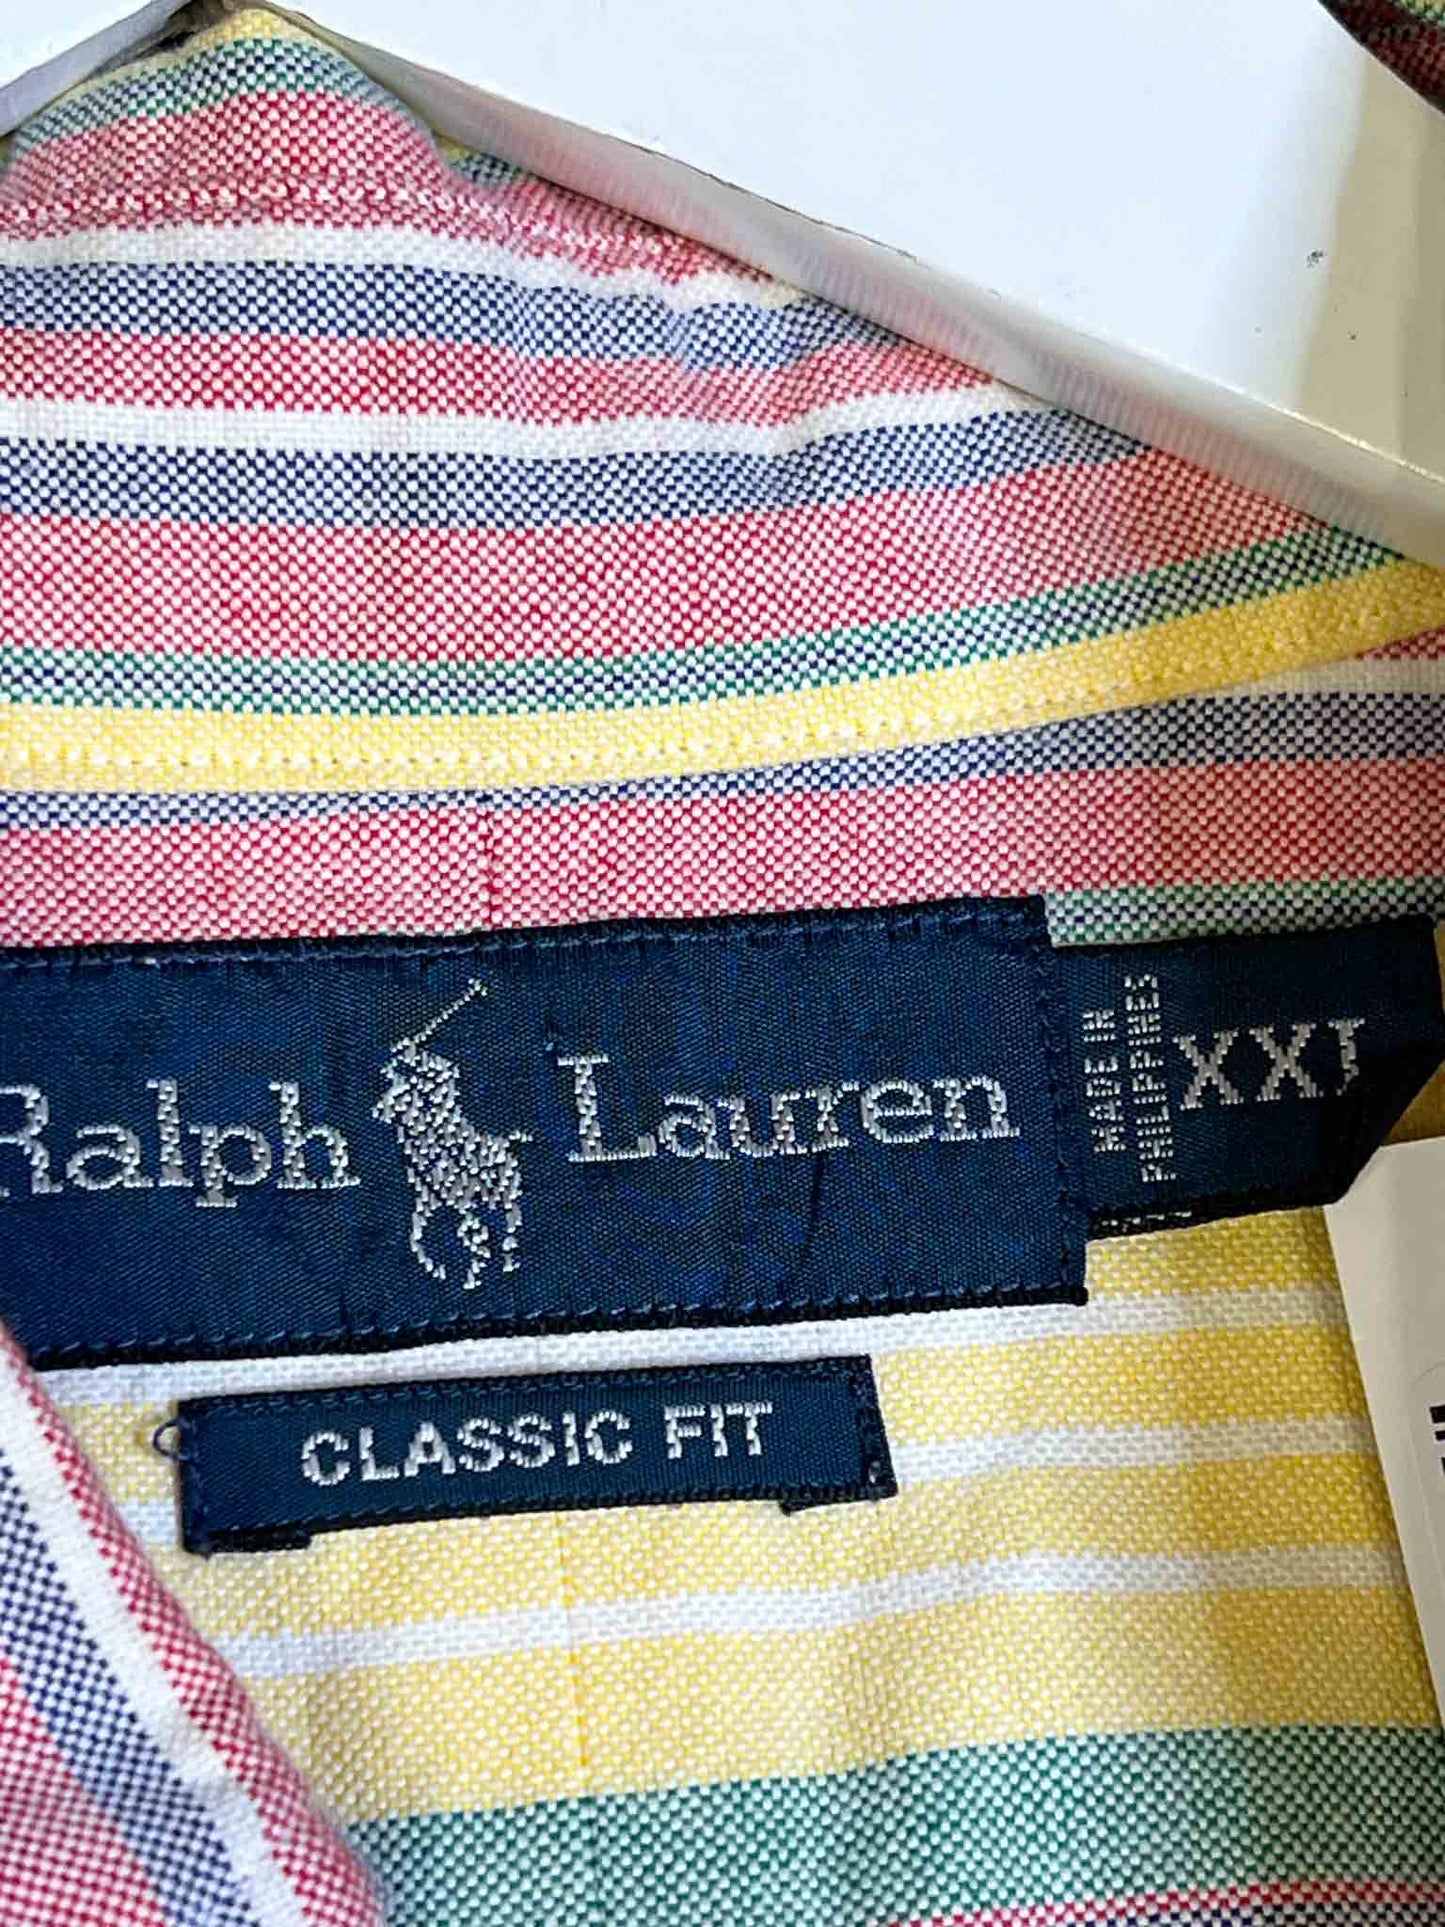 Ralph Lauren
MADE IN
PHILIPPINES
XXL
CLASSIC FIT